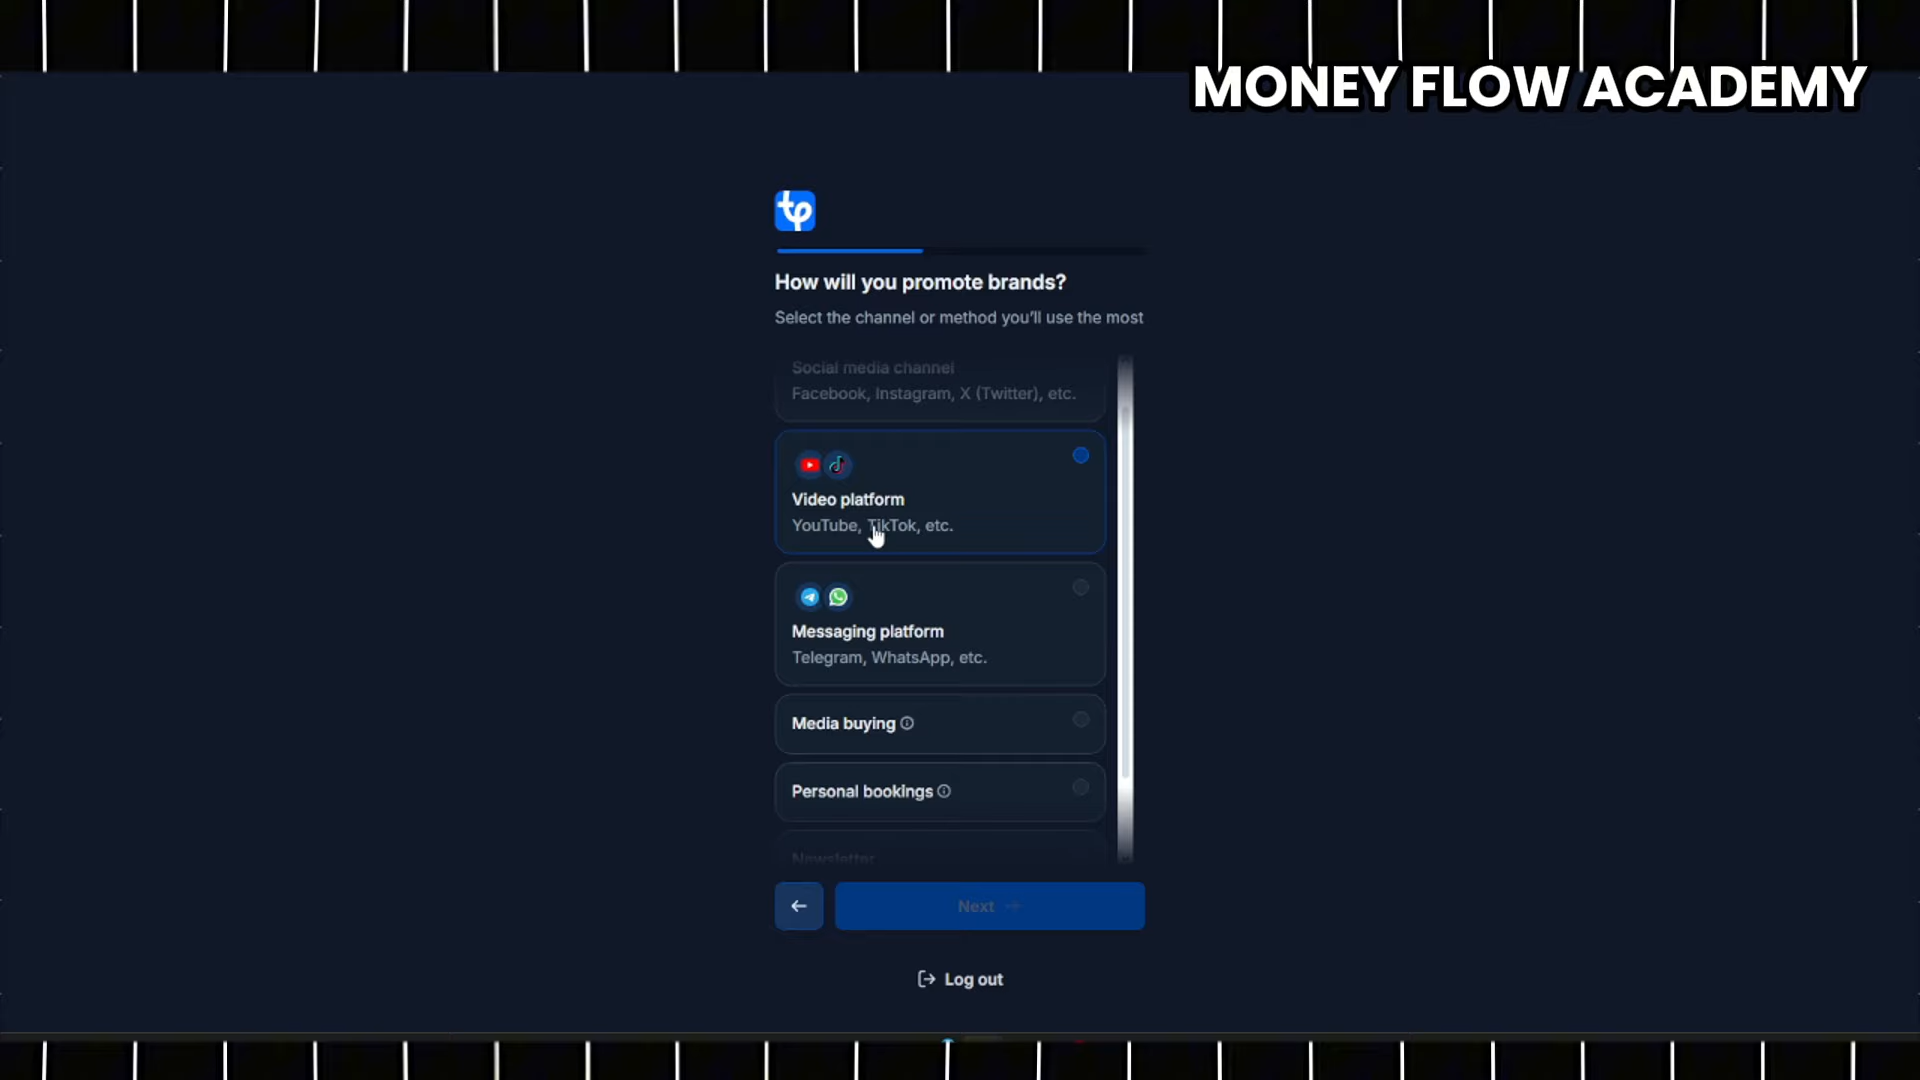 MONEY FLOW ACADEMY
tp
How will you promote brands?
Select the channel or method you'll use the most
Social media channel
Facebook, Instagram, X (Twitter), etc.
Video platform
YouTube, TikTok, etc.
Messaging platform
Telegram, WhatsApp, etc.
Media buying
Personal bookings
Newsletter
Next
Log out